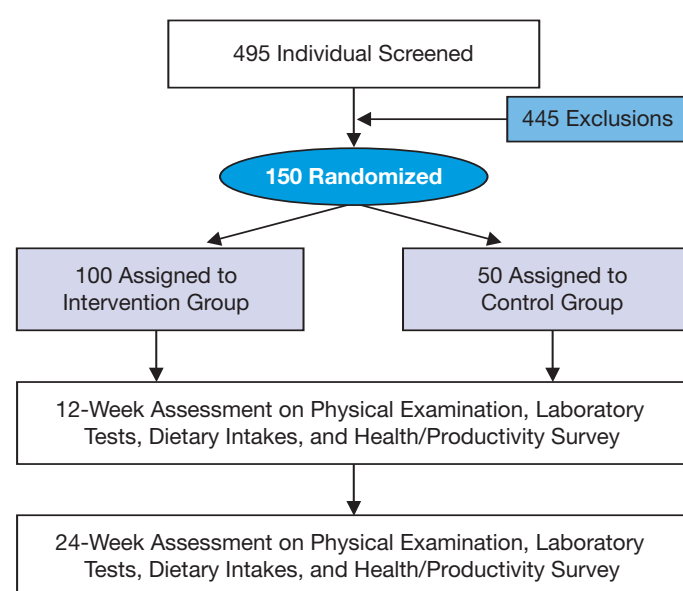 495 Individual Screened
445 Exclusions
150 Randomized
100 Assigned to
Intervention Group
50 Assigned to
Control Group
12-Week Assessment on Physical Examination, Laboratory
Tests, Dietary Intakes, and Health/Productivity Survey
24-Week Assessment on Physical Examination, Laboratory
Tests, Dietary Intakes, and Health/Productivity Survey